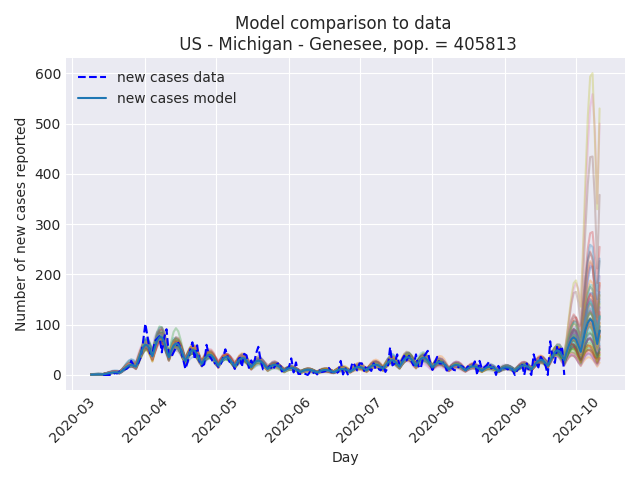 Model comparison to data
US - Michigan - Genesee, pop. = 405813
new cases data
new cases model
Number of new cases reported
600
500
400
300
200
100
0
2020-03
2020-04
2020-05
2020-06
2020-07
2020-08
2020-09
2020-10
Day